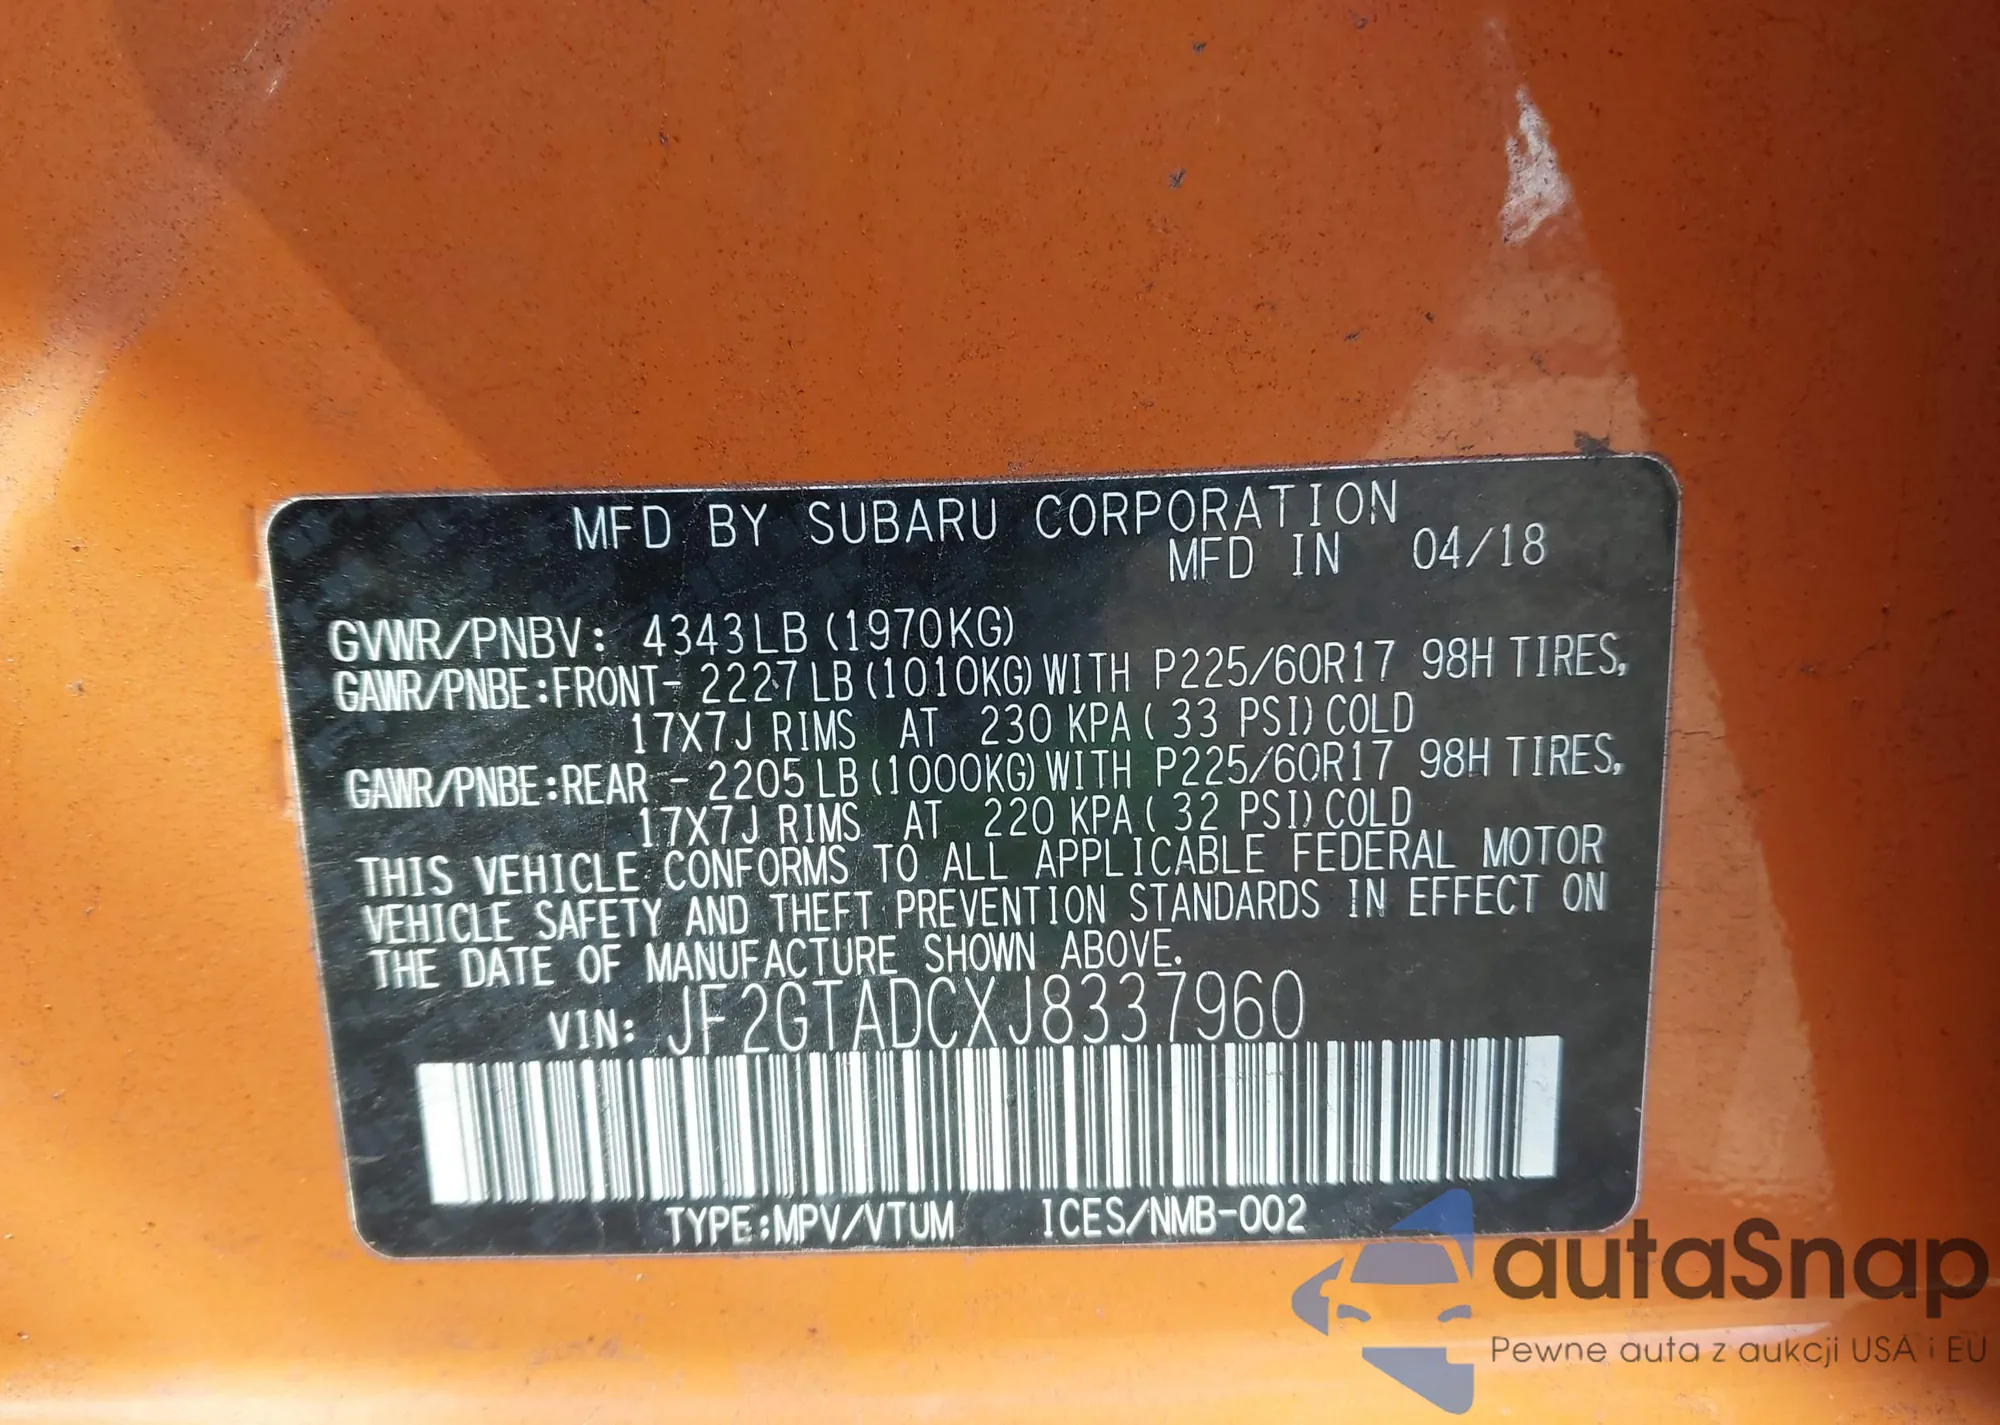 MFD BY SUBARU CORPORATION
MFD IN 04/18
GVWR/PNBV: 4343LB(1970KG)
GAWR/PNBE:FRONT- 2227LB(1010KG)WITH P225/60R17 98H TIRES,
17X7J RIMS AT 230 KPA( 33 PSI)COLD
GAWR/PNBE:REAR - 2205LB(1000KG)WITH P225/60R17 98H TIRES,
17X7J RIMS AT 220 KPA( 32 PSI)COLD
THIS VEHICLE CONFORMS TO ALL APPLICABLE FEDERAL MOTOR
VEHICLE SAFETY AND THEFT PREVENTION STANDARDS IN EFFECT ON
THE DATE OF MANUFACTURE SHOWN ABOVE.
VIN: JF2GTADCXJ8337960
TYPE:MPV/VTUM ICES/NMB-002
autaSnap
Pewne auta z aukcji USA i EU